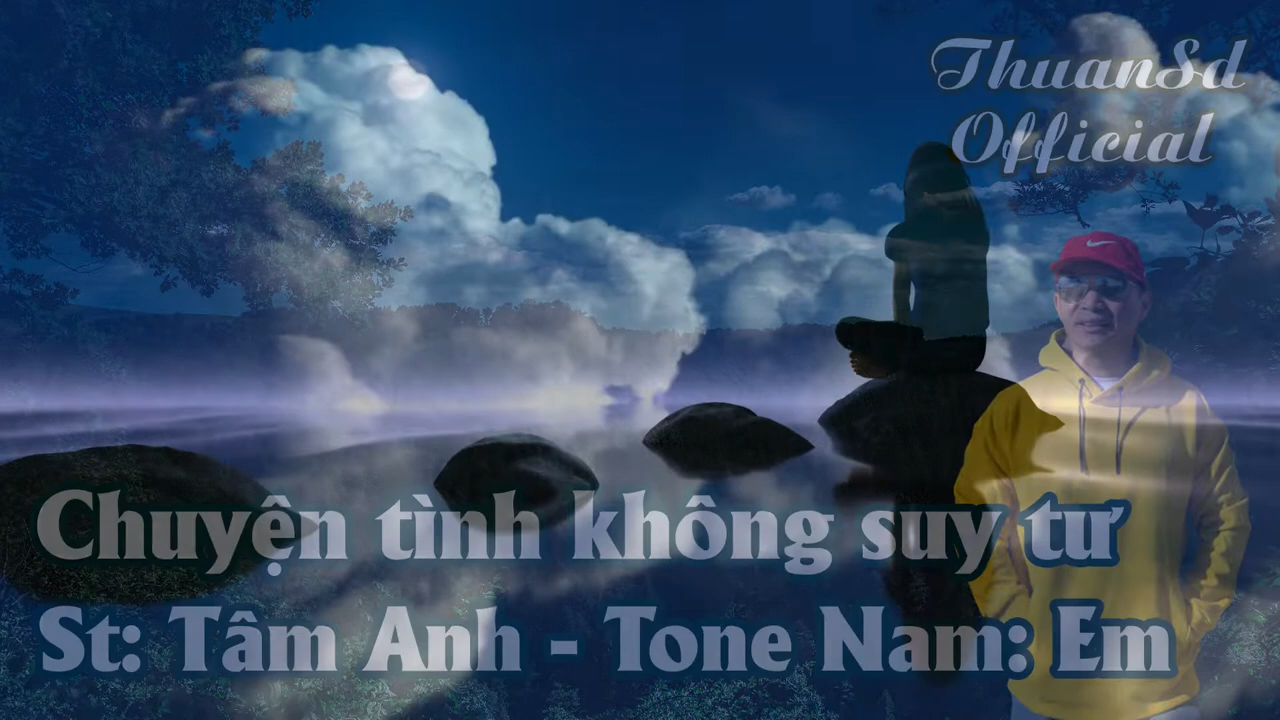 ThuanSd
Official
Chuyện tình không suy tư
St: Tâm Anh - Tone Nam: Em